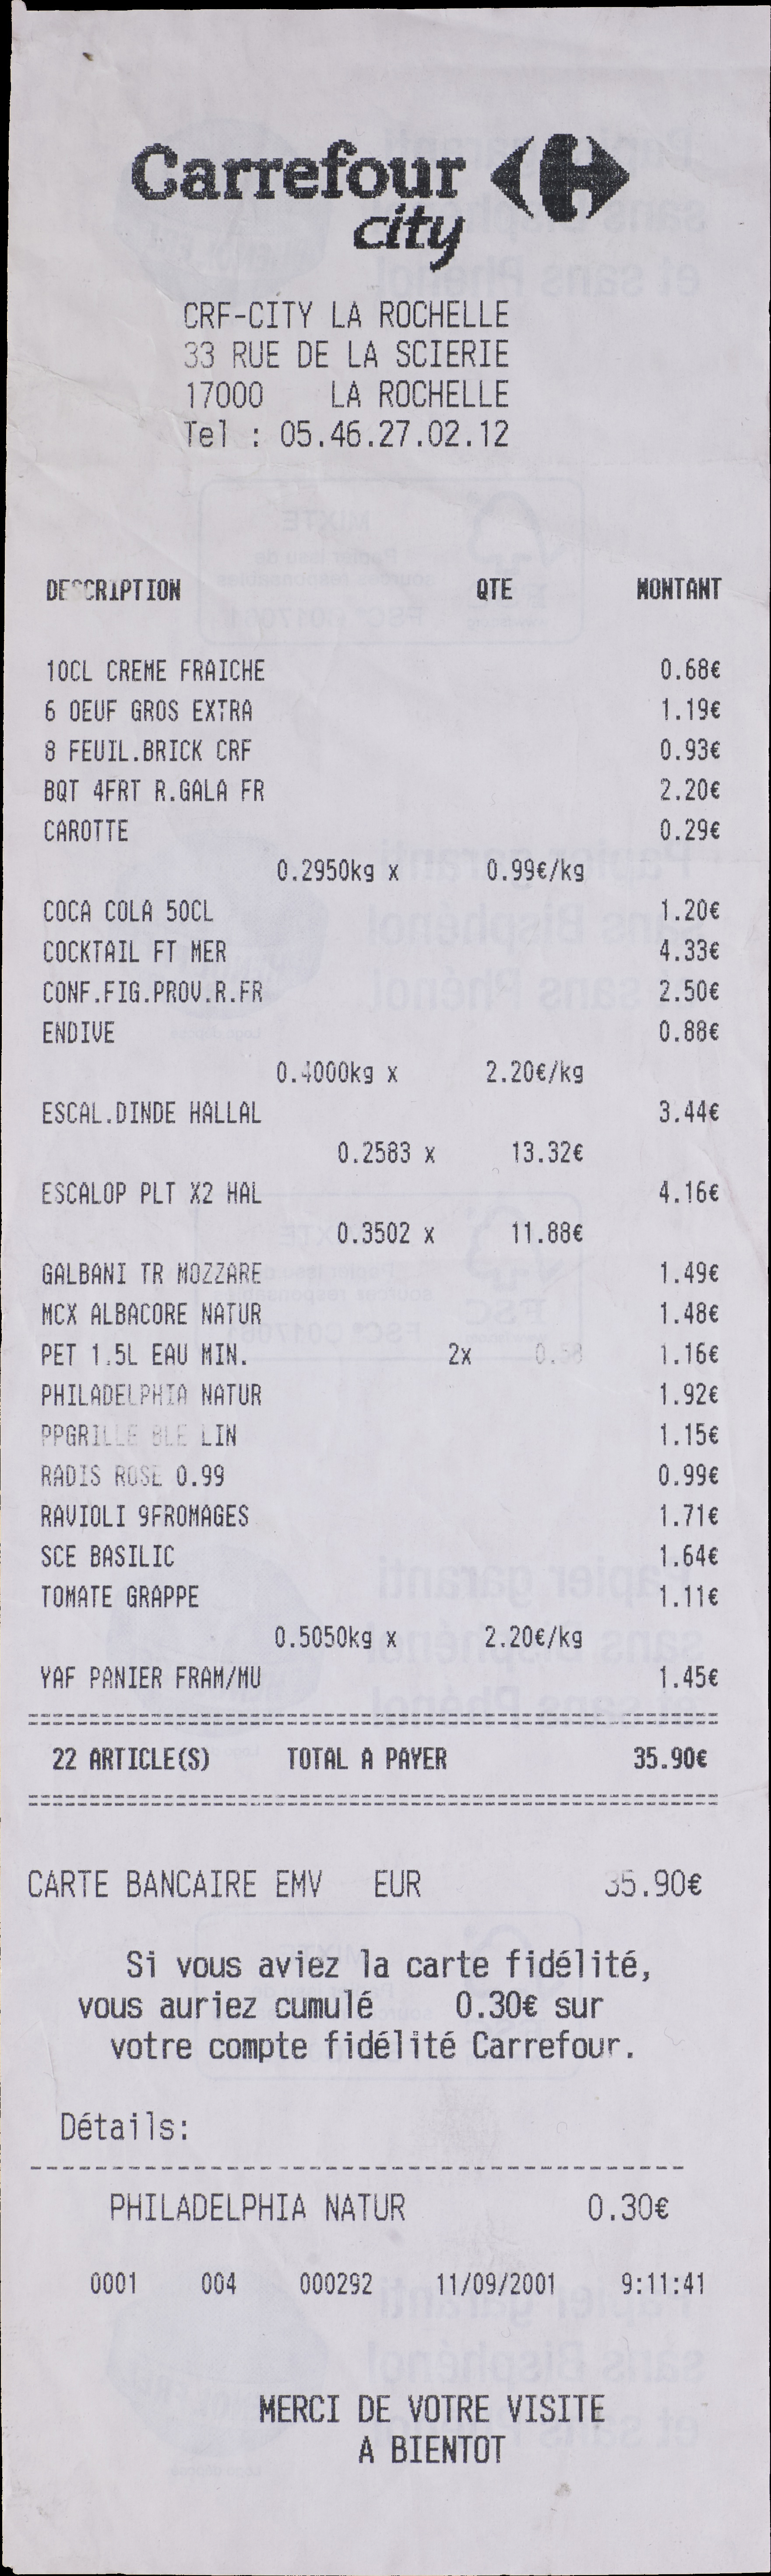 Carrefour
city
CRF-CITY LA ROCHELLE
33 RUE DE LA SCIERIE
17000 LA ROCHELLE
Tel : 05.46.27.02.12
DESCRIPTION QTE MONTANT
10CL CREME FRAICHE 0.68€
6 OEUF GROS EXTRA 1.19€
8 FEUIL.BRICK CRF 0.93€
BQT 4FRT R.GALA FR 2.20€
CAROTTE 0.29€
0.2950kg x 0.99€/kg
COCA COLA 50CL 1.20€
COCKTAIL FT MER 4.33€
CONF.FIG.PROV.R.FR 2.50€
ENDIVE 0.88€
0.4000kg x 2.20€/kg
ESCAL.DINDE HALLAL 3.44€
0.2583 x 13.32€
ESCALOP PLT X2 HAL 4.16€
0.3502 x 11.88€
GALBANI TR MOZZARE 1.49€
MCX ALBACORE NATUR 1.48€
PET 1.5L EAU MIN. 2x 0.58 1.16€
PHILADELPHIA NATUR 1.92€
PPGRILLE BLE LIN 1.15€
RADIS ROSE 0.99 0.99€
RAVIOLI 9FROMAGES 1.71€
SCE BASILIC 1.64€
TOMATE GRAPPE 1.11€
0.5050kg x 2.20€/kg
YAF PANIER FRAM/MU 1.45€
22 ARTICLE(S) TOTAL A PAYER 35.90€
CARTE BANCAIRE EMV EUR 35.90€
Si vous aviez la carte fidélité,
vous auriez cumulé 0.30€ sur
votre compte fidélité Carrefour.
Détails:
PHILADELPHIA NATUR 0.30€
0001 004 000292 11/09/2001 9:11:41
MERCI DE VOTRE VISITE
A BIENTOT